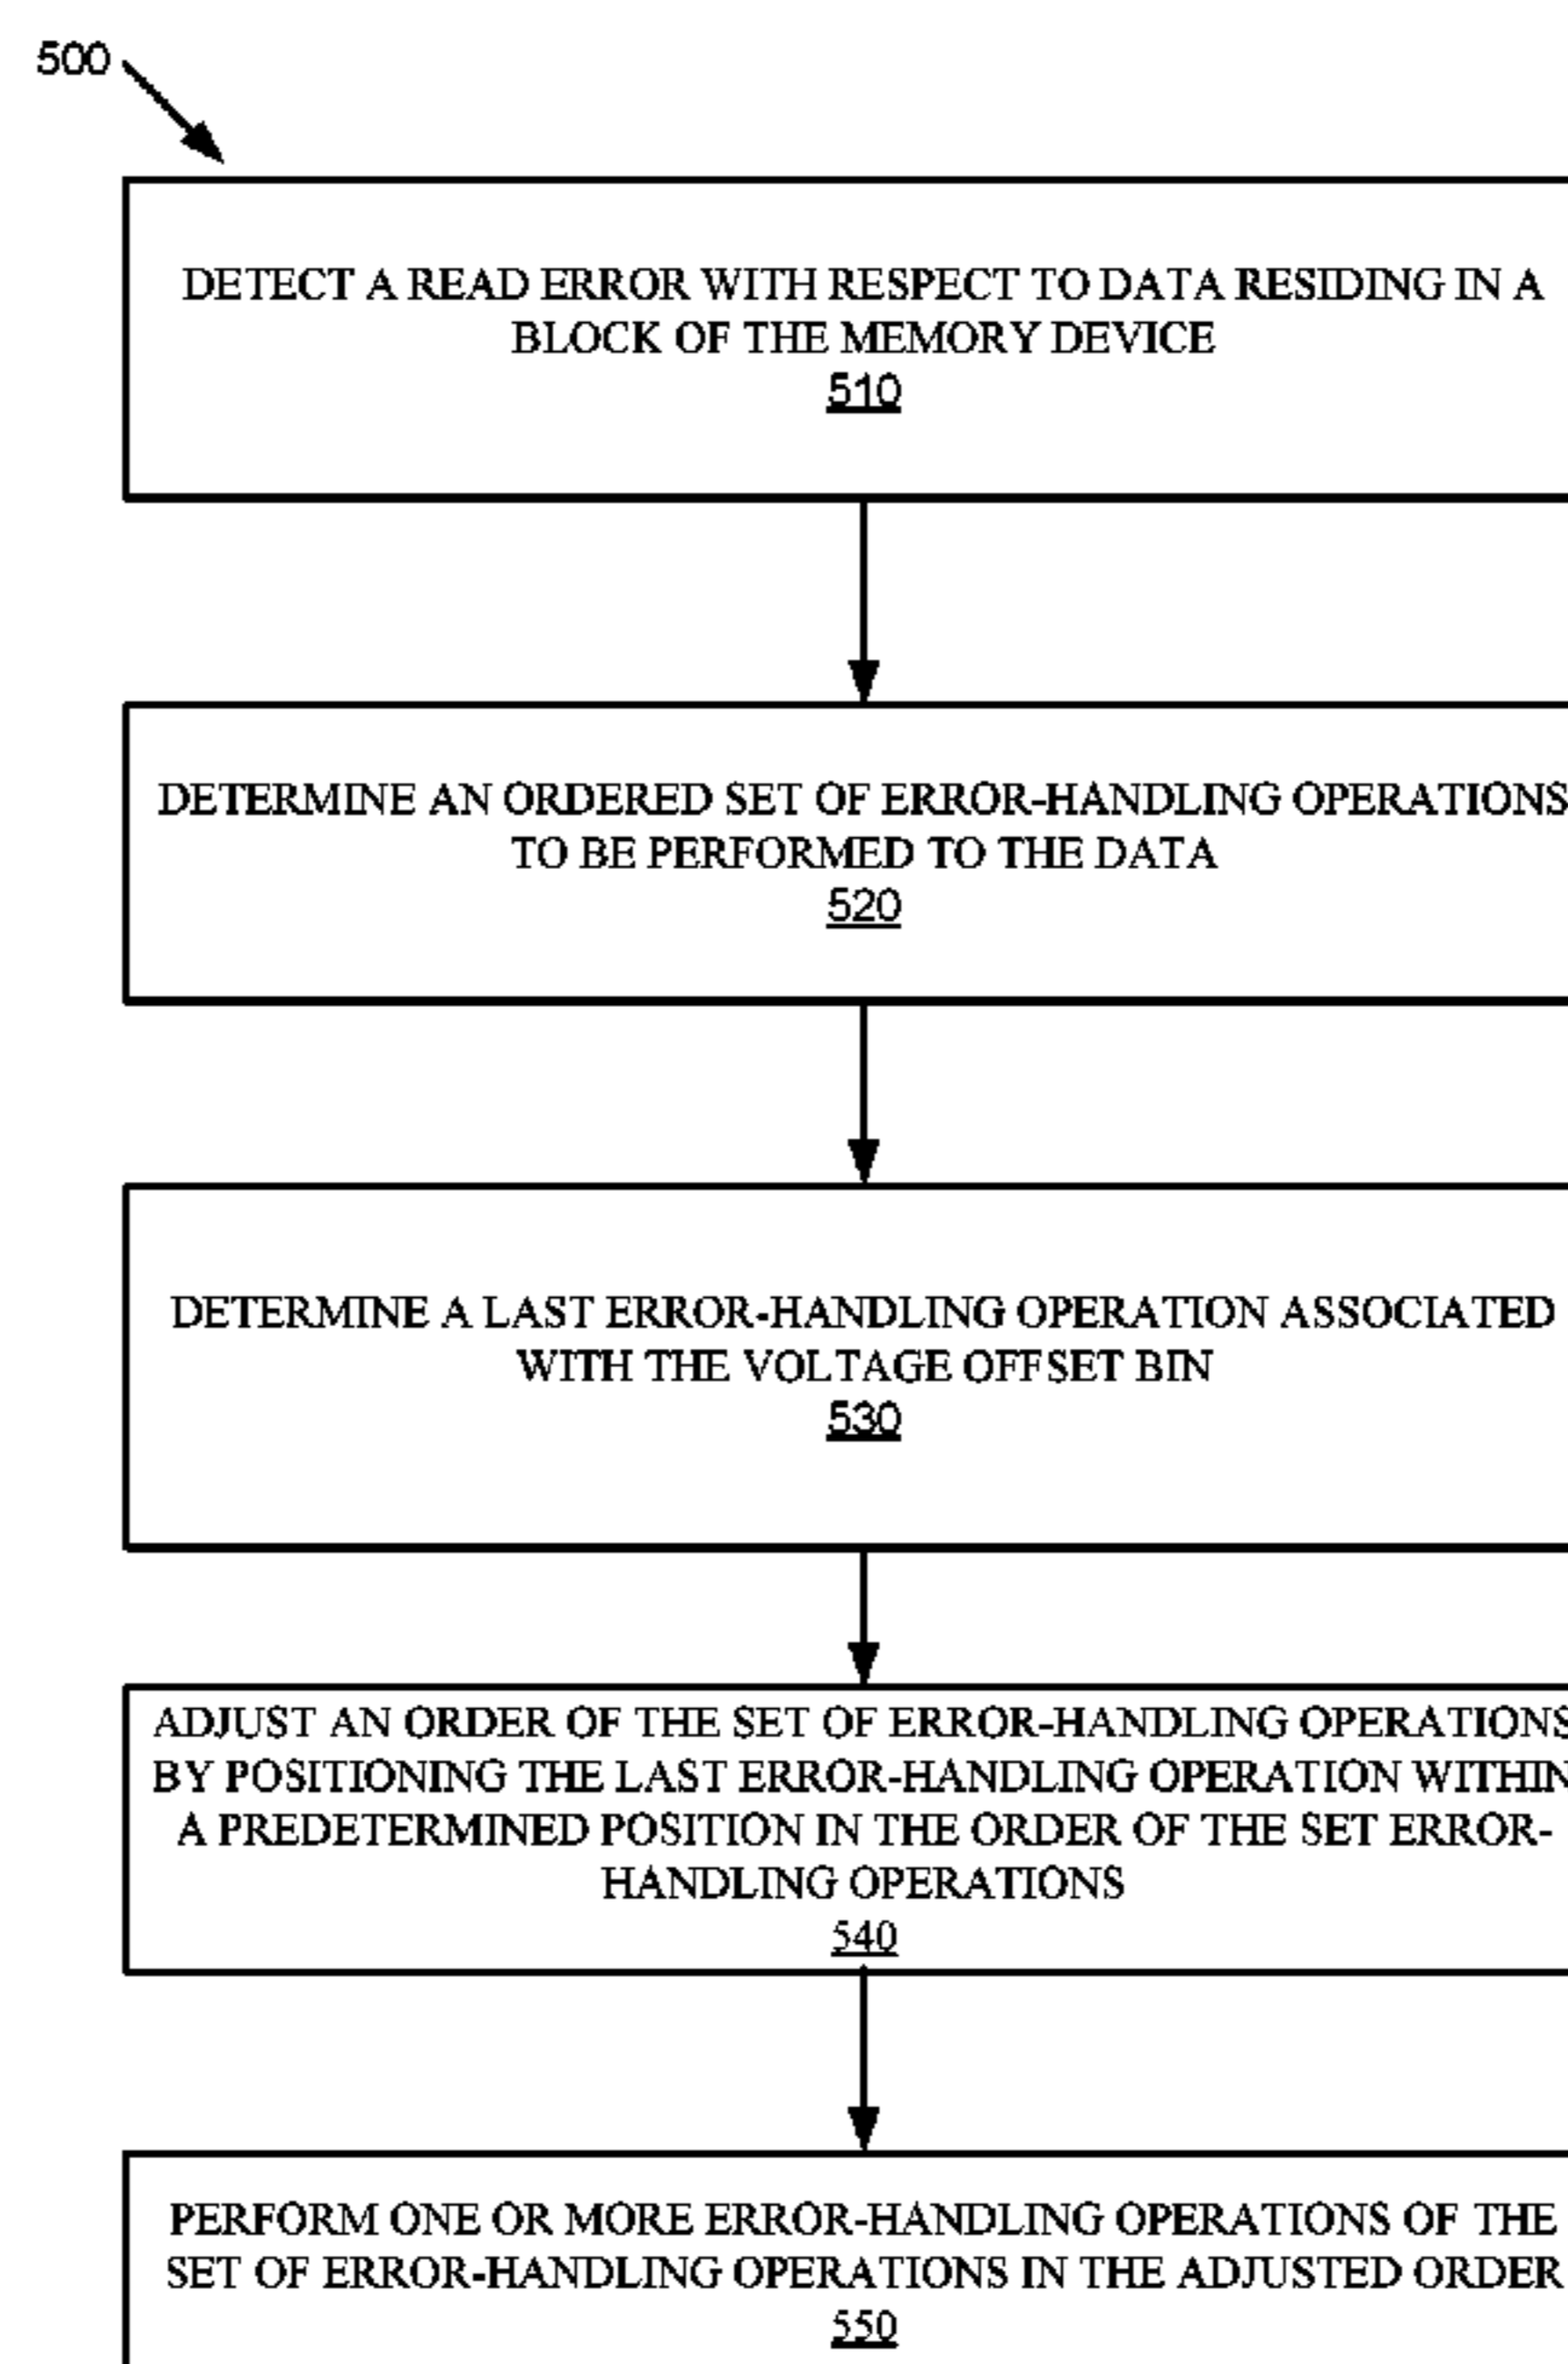 500
DETECT A READ ERROR WITH RESPECT TO DATA RESIDING IN A
BLOCK OF THE MEMORY DEVICE
510
DETERMINE AN ORDERED SET OF ERROR-HANDLING OPERATIONS
TO BE PERFORMED TO THE DATA
520
DETERMINE A LAST ERROR-HANDLING OPERATION ASSOCIATED
WITH THE VOLTAGE OFFSET BIN
530
ADJUST AN ORDER OF THE SET OF ERROR-HANDLING OPERATIONS
BY POSITIONING THE LAST ERROR-HANDLING OPERATION WITHIN
A PREDETERMINED POSITION IN THE ORDER OF THE SET ERROR-
HANDLING OPERATIONS
540
PERFORM ONE OR MORE ERROR-HANDLING OPERATIONS OF THE
SET OF ERROR-HANDLING OPERATIONS IN THE ADJUSTED ORDER
550